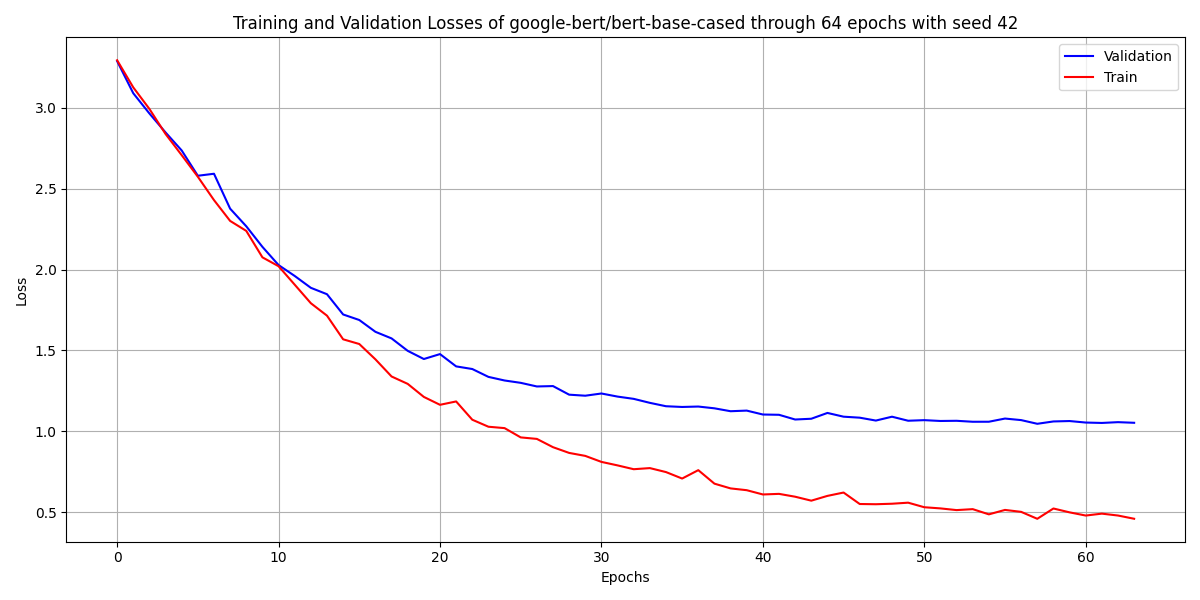 Training and Validation Losses of google-bert/bert-base-cased through 64 epochs with seed 42
Validation
Train
Loss
3.0
2.5
2.0
1.5
1.0
0.5
0 10 20 30 40 50 60
Epochs